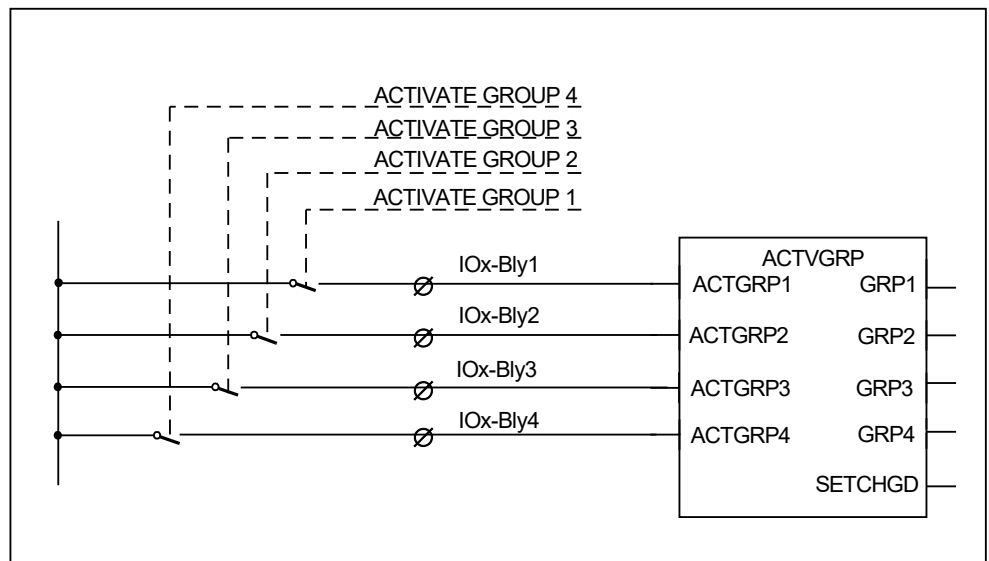 ACTIVATE GROUP 4
ACTIVATE GROUP 3
ACTIVATE GROUP 2
ACTIVATE GROUP 1
IOx-Bly1
IOx-Bly2
IOx-Bly3
IOx-Bly4
ACTVGRP
ACTGRP1 GRP1
ACTGRP2 GRP2
ACTGRP3 GRP3
ACTGRP4 GRP4
SETCHGD